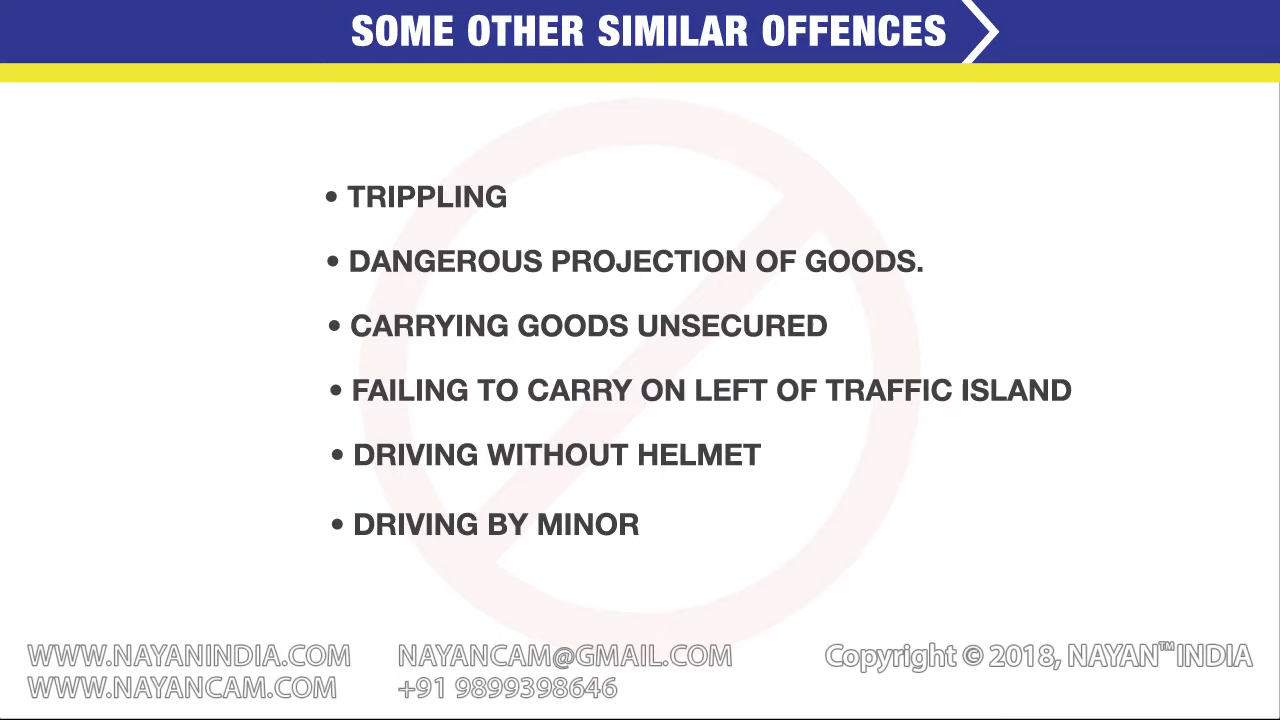 SOME OTHER SIMILAR OFFENCES
• TRIPPLING
• DANGEROUS PROJECTION OF GOODS.
• CARRYING GOODS UNSECURED
• FAILING TO CARRY ON LEFT OF TRAFFIC ISLAND
• DRIVING WITHOUT HELMET
• DRIVING BY MINOR
WWW.NAYANINDIA.COM NAYANCAM@GMAIL.COM Copyright © 2018, NAYAN™INDIA
WWW.NAYANCAM.COM +91 9899398646